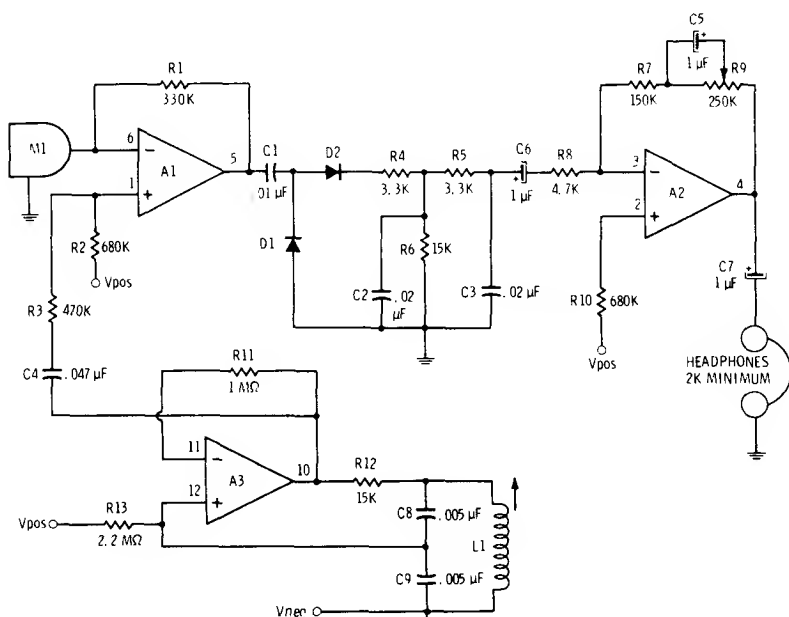 C5
1 µF
R1
330K
R7
150K
R9
250K
M1
6
A1
5
1
C1
.01 µF
D2
R4
3.3K
R5
3.3K
C6
1 µF
R8
4.7K
3
A2
4
2
R2
680K
Vpos
D1
R6
15K
C2
.02
µF
C3
.02 µF
R3
470K
C4
.047 µF
R10
680K
Vpos
C7
1 µF
HEADPHONES
2K MINIMUM
R11
1 MΩ
11
A3
10
12
R12
15K
Vpos
R13
2.2 MΩ
C8
.005 µF
L1
C9
.005 µF
Vneg